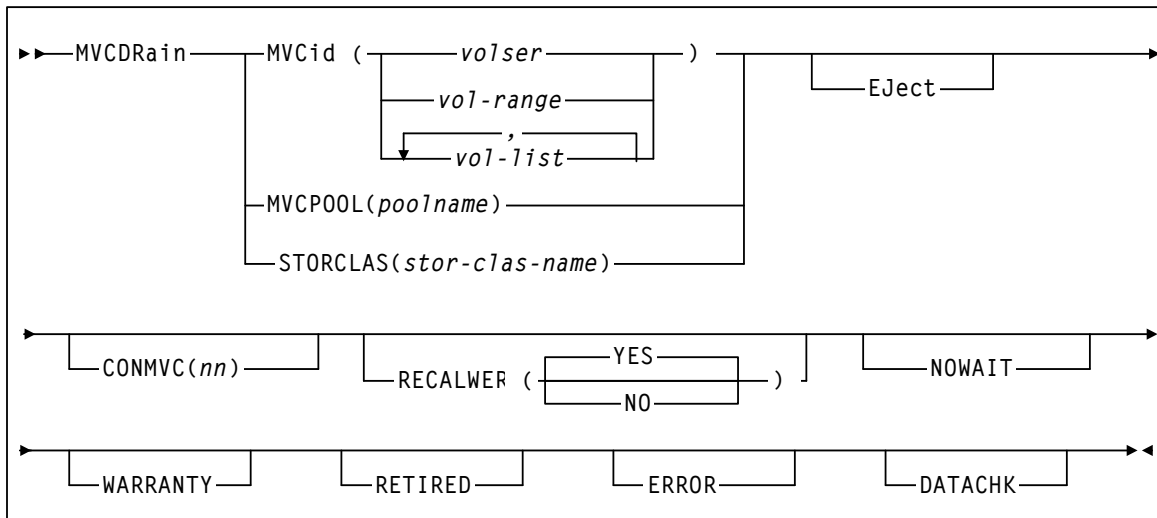 MVCDRain MVCid ( volser )
EJect
vol-range
,
vol-list
MVCPOOL(poolname)
STORCLAS(stor-clas-name)
CONMVC(nn)
RECALWER ( YES )
NO
NOWAIT
WARRANTY
RETIRED
ERROR
DATACHK